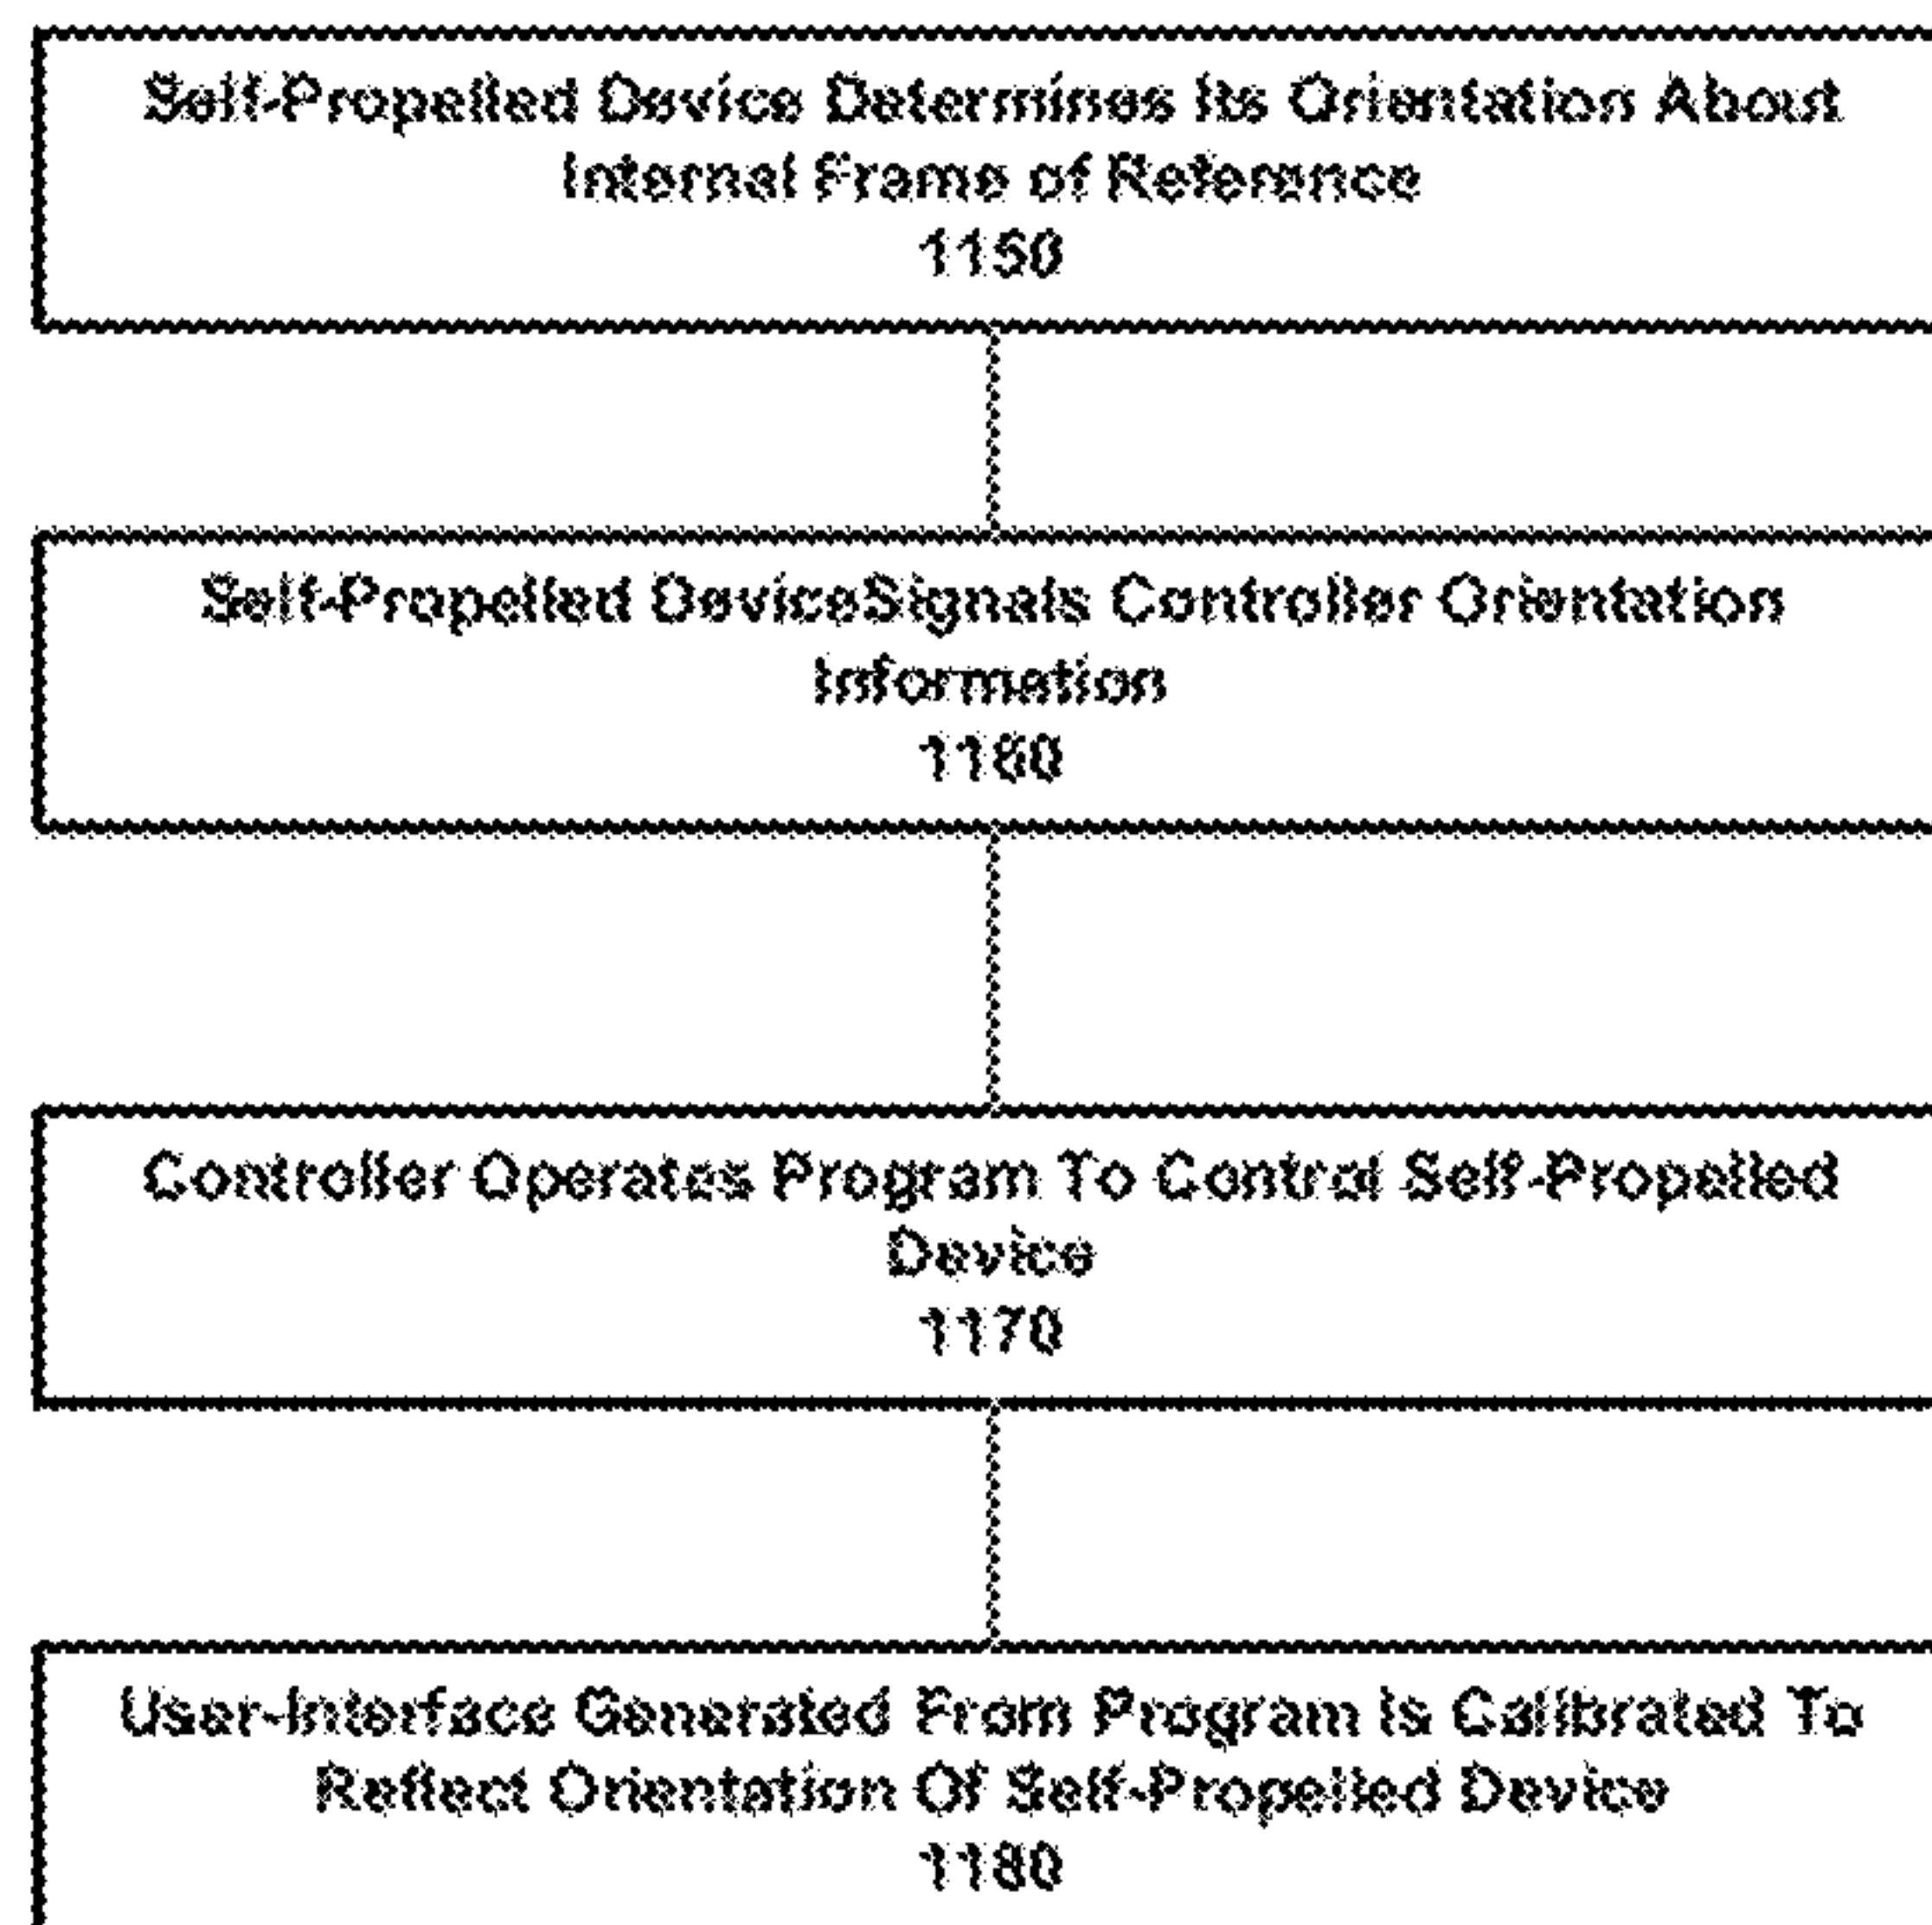 Self-Propelled Device Determines Its Orientation About
Internal Frame of Reference
1150
Self-Propelled DeviceSignals Controller Orientation
Information
1160
Controller Operates Program To Control Self-Propelled
Device
1170
User-Interface Generated From Program Is Calibrated To
Reflect Orientation Of Self-Propelled Device
1180